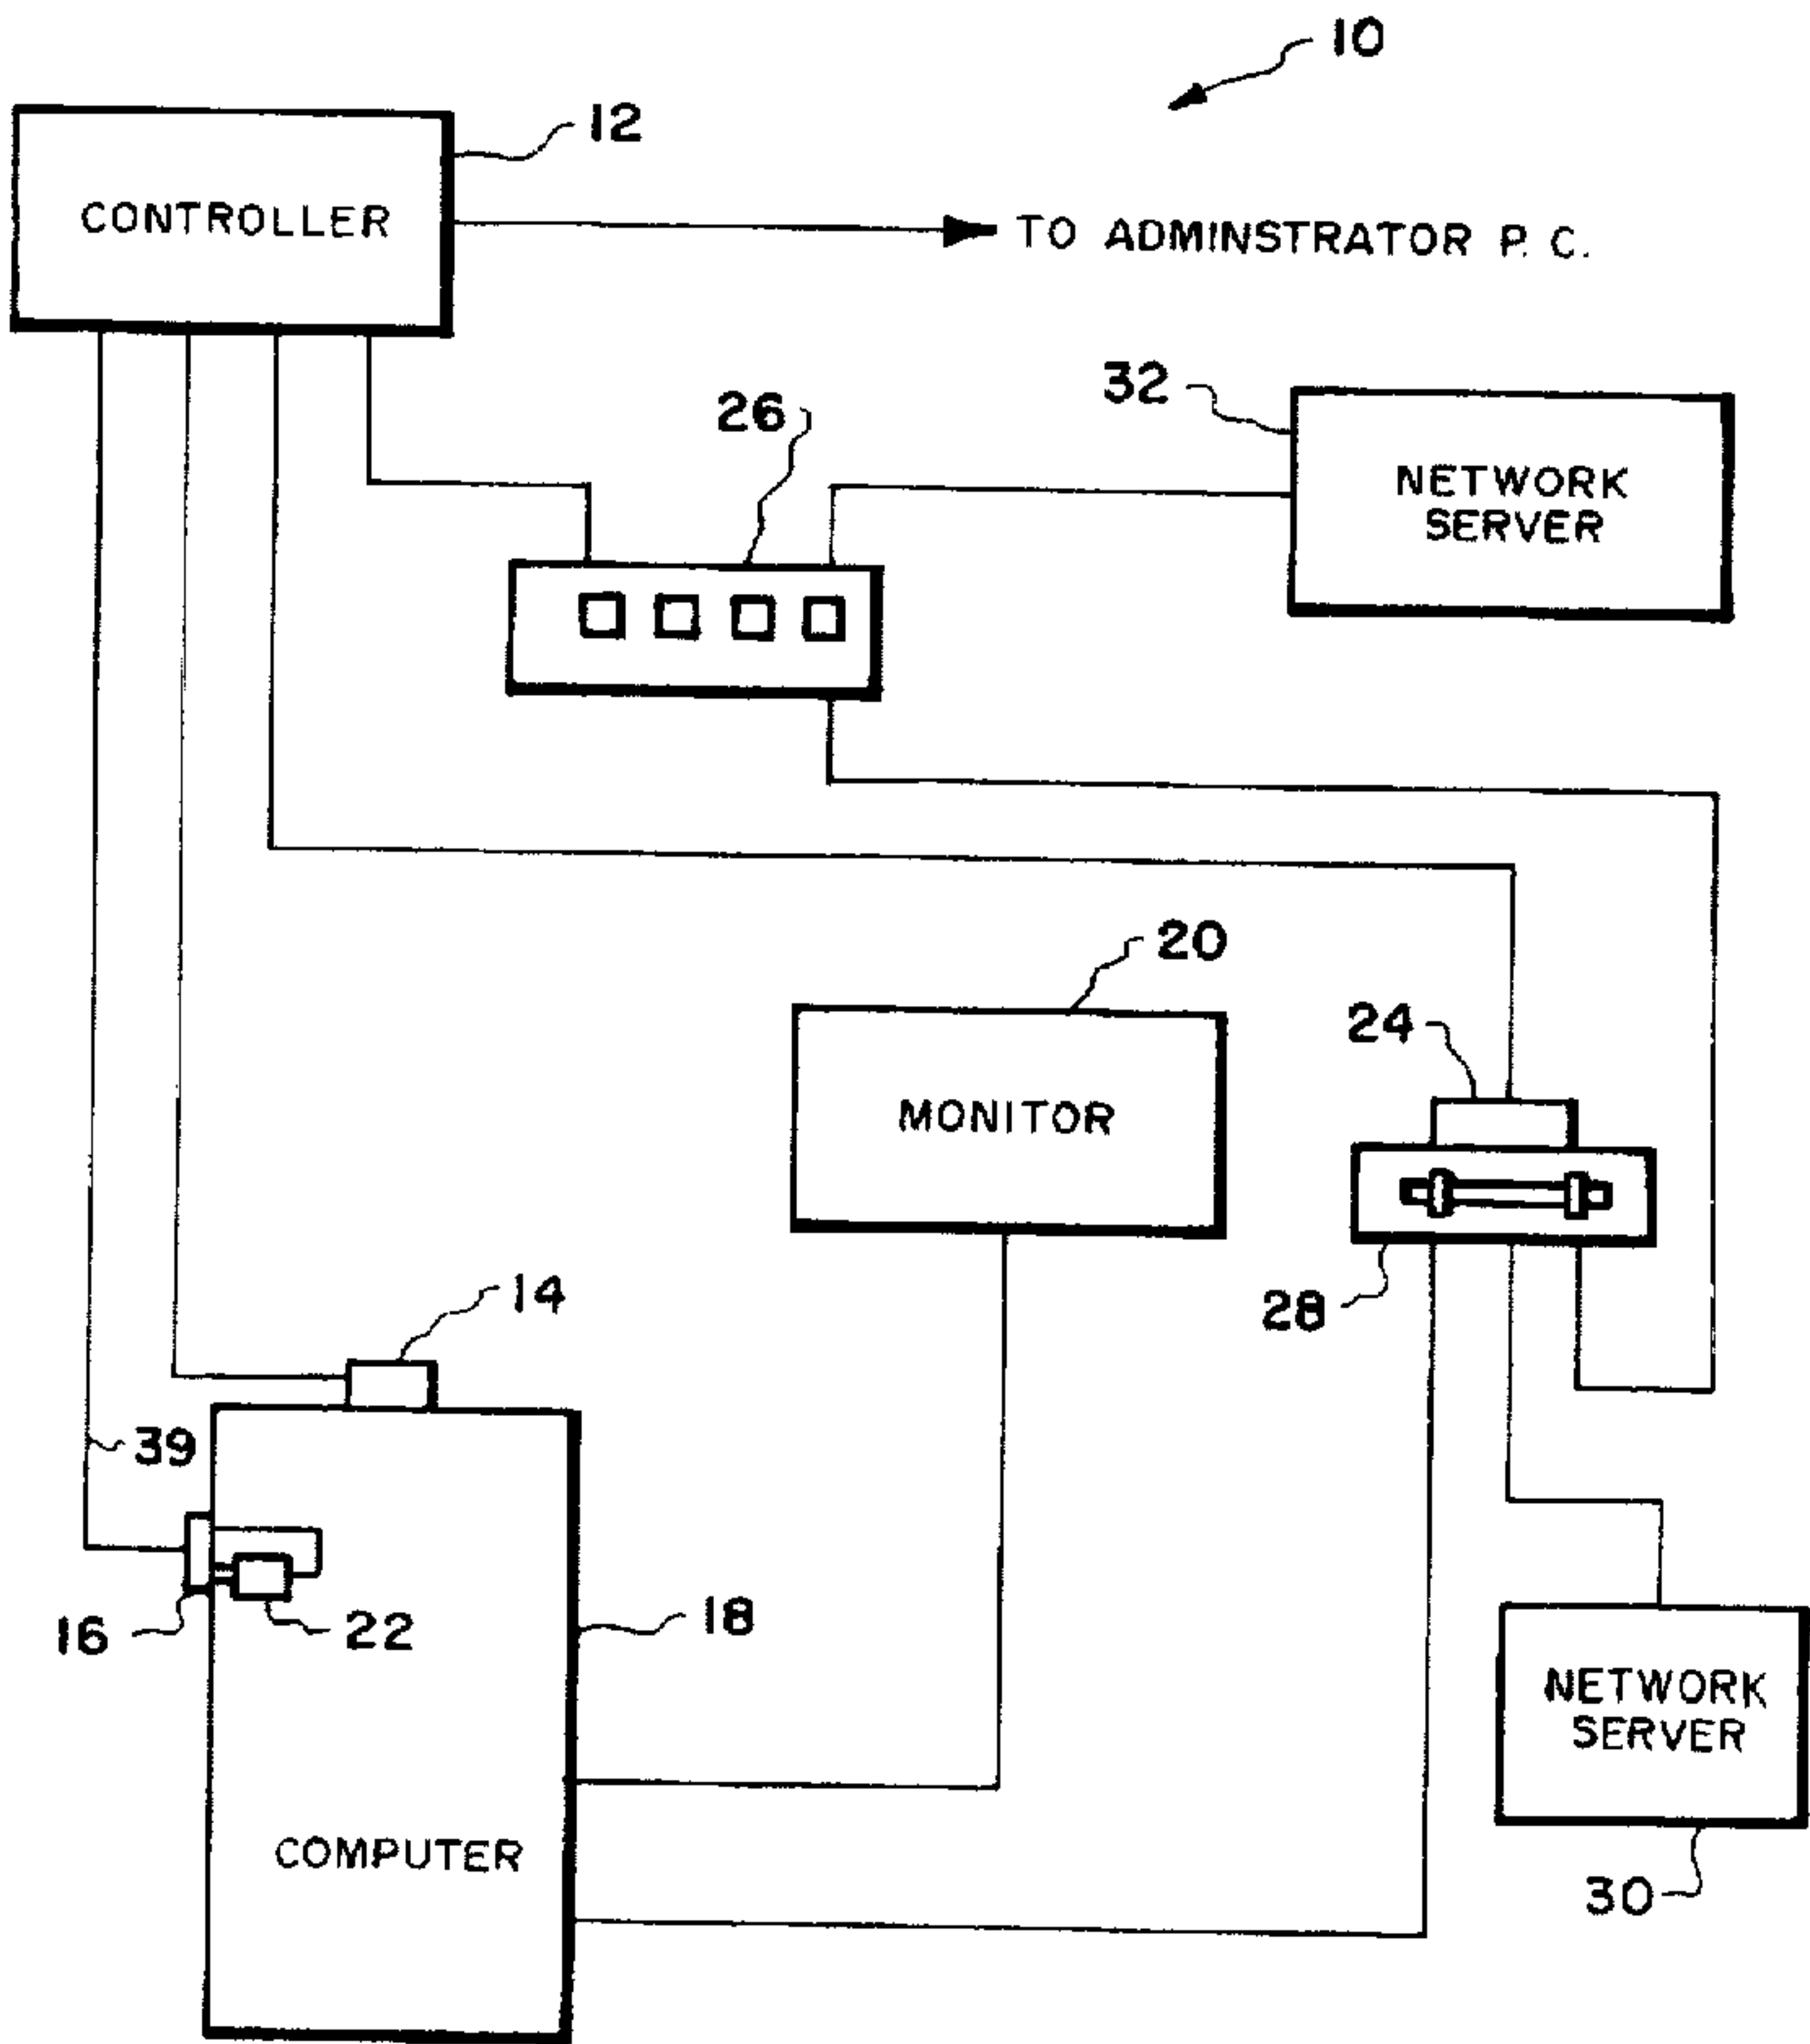 10
12
CONTROLLER
TO ADMINSTRATOR P. C.
32
26
NETWORK
SERVER
20
24
MONITOR
14
28
39
16
22
18
NETWORK
SERVER
COMPUTER
30